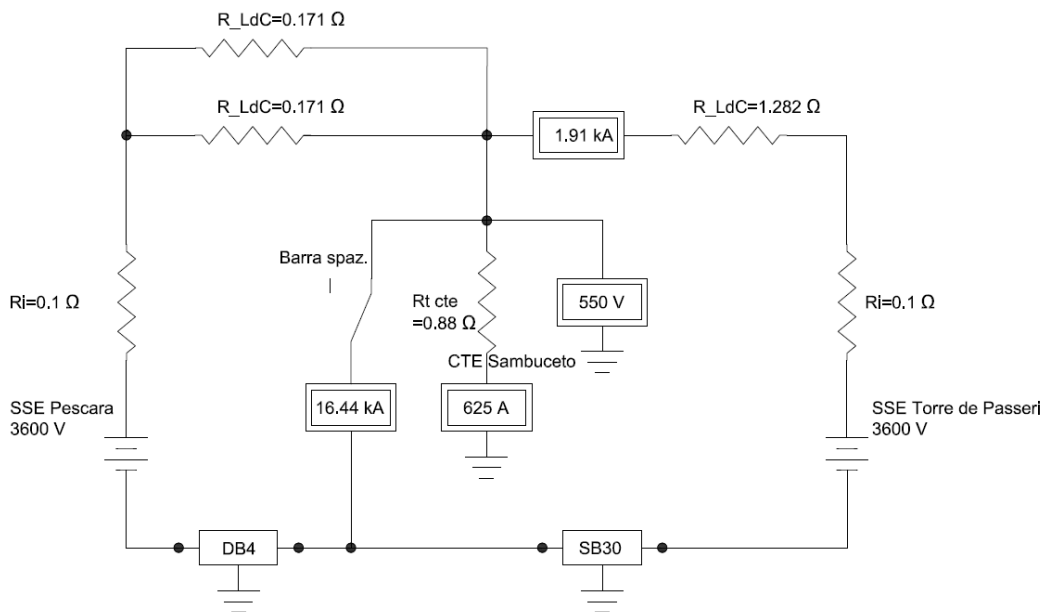 R_LdC=0.171 Ω
R_LdC=0.171 Ω
1.91 kA
R_LdC=1.282 Ω
Barra spaz.
Ri=0.1 Ω
Rt cte
=0.88 Ω
550 V
Ri=0.1 Ω
CTE Sambuceto
SSE Pescara
3600 V
16.44 kA
625 A
SSE Torre de Passeri
3600 V
DB4
SB30